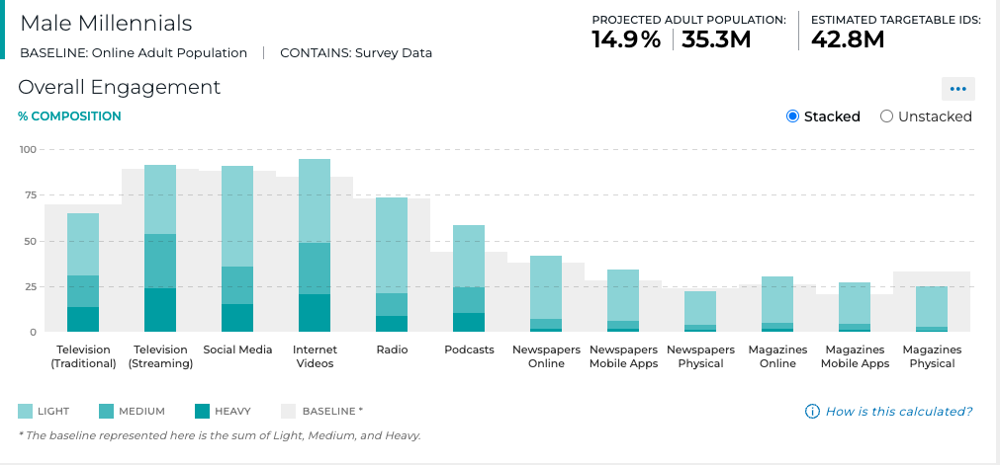 Male Millennials
PROJECTED ADULT POPULATION:
14.9% | 35.3M
ESTIMATED TARGETABLE IDS:
42.8M
BASELINE: Online Adult Population | CONTAINS: Survey Data
Overall Engagement
•••
% COMPOSITION
Stacked
Unstacked
100
75
50
25
0
Television (Traditional)
Television (Streaming)
Social Media
Internet Videos
Radio
Podcasts
Newspapers Online
Newspapers Mobile Apps
Newspapers Physical
Magazines Online
Magazines Mobile Apps
Magazines Physical
LIGHT
MEDIUM
HEAVY
BASELINE *
How is this calculated?
* The baseline represented here is the sum of Light, Medium, and Heavy.